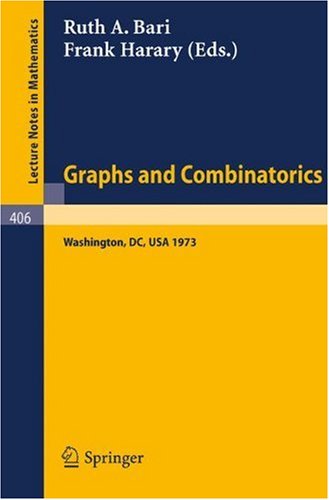 Ruth A. Bari
Frank Harary (Eds.)
Lecture Notes in Mathematics
Graphs and Combinatorics
406
Washington, DC, USA 1973
Springer